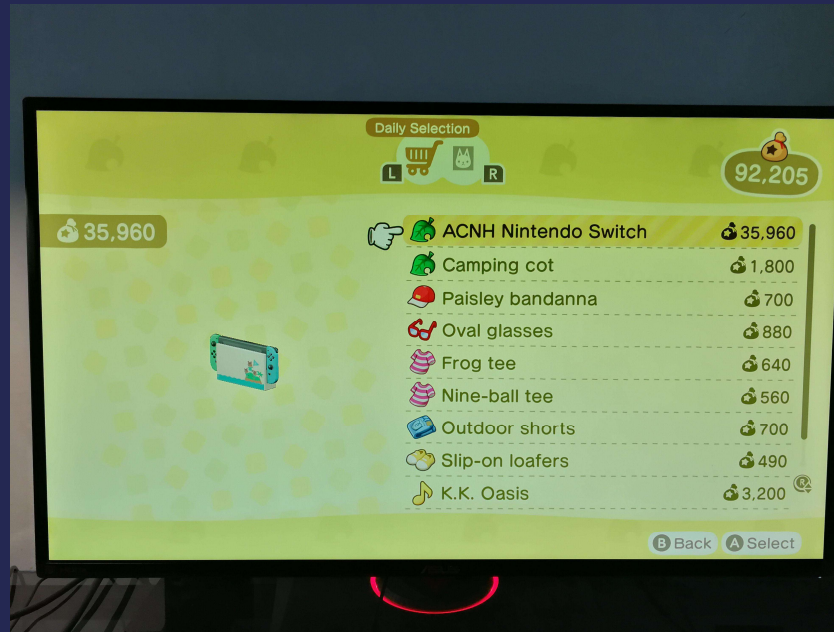 Daily Selection
L R
92,205
35,960
ACNH Nintendo Switch 35,960
Camping cot 1,800
Paisley bandanna 700
Oval glasses 880
Frog tee 640
Nine-ball tee 560
Outdoor shorts 700
Slip-on loafers 490
K.K. Oasis 3,200
R
B Back A Select